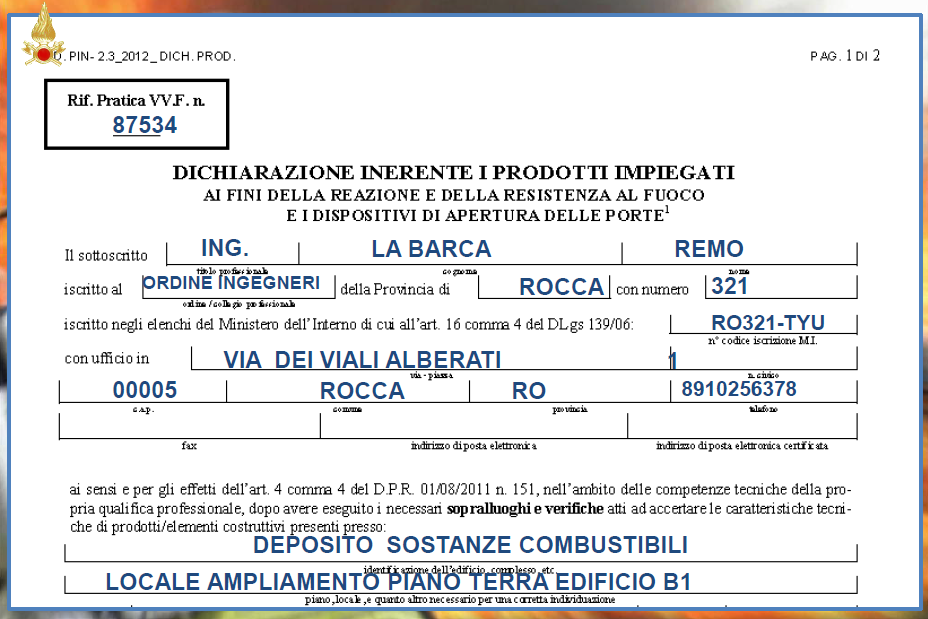 D. PIN- 2.3_2012_ DICH. PROD. PAG. 1 DI 2
Rif. Pratica VV.F. n.
87534
DICHIARAZIONE INERENTE I PRODOTTI IMPIEGATI
AI FINI DELLA REAZIONE E DELLA RESISTENZA AL FUOCO
E I DISPOSITIVI DI APERTURA DELLE PORTE1
Il sottoscritto ING. LA BARCA REMO
titolo professionale cognome nome
iscritto al ORDINE INGEGNERI della Provincia di ROCCA con numero 321
ordine / collegio professionale
iscritto negli elenchi del Ministero dell'Interno di cui all'art. 16 comma 4 del DLgs 139/06: RO321-TYU
n° codice iscrizione M.I.
con ufficio in VIA DEI VIALI ALBERATI 1
via - piazza n. civico
00005 ROCCA RO 8910256378
c.a.p. comune provincia telefono
fax indirizzo di posta elettronica indirizzo di posta elettronica certificata
ai sensi e per gli effetti dell'art. 4 comma 4 del D.P.R. 01/08/2011 n. 151, nell'ambito delle competenze tecniche della pro-
pria qualifica professionale, dopo avere eseguito i necessari sopralluoghi e verifiche atti ad accertare le caratteristiche tecni-
che di prodotti/elementi costruttivi presenti presso:
DEPOSITO SOSTANZE COMBUSTIBILI
identificazione dell'edificio, complesso, etc.
LOCALE AMPLIAMENTO PIANO TERRA EDIFICIO B1
piano, locale, e quanto altro necessario per una corretta individuazione